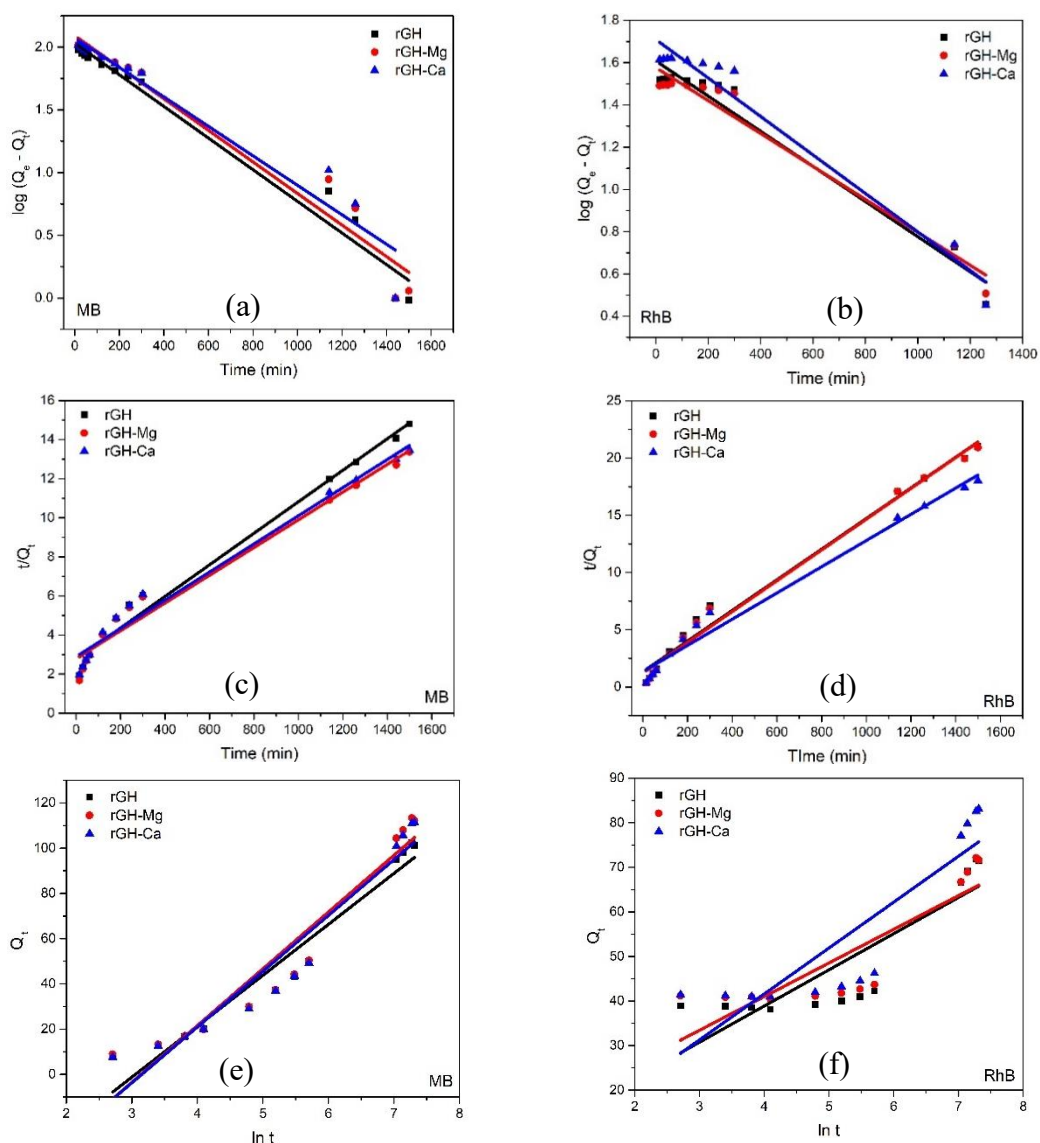 2.0
1.5
1.0
0.5
0.0
log (Qe - Qt)
rGH
rGH-Mg
rGH-Ca
(a)
MB
0 200 400 600 800 1000 1200 1400 1600
Time (min)
1.8
1.6
1.4
1.2
1.0
0.8
0.6
0.4
log (Qe - Qt)
rGH
rGH-Mg
rGH-Ca
(b)
RhB
0 200 400 600 800 1000 1200 1400
Time (min)
16
14
12
10
8
6
4
2
0
t/Qt
rGH
rGH-Mg
rGH-Ca
(c)
MB
0 200 400 600 800 1000 1200 1400 1600
Time (min)
25
20
15
10
5
0
t/Qt
rGH
rGH-Mg
rGH-Ca
(d)
RhB
0 200 400 600 800 1000 1200 1400 1600
TIme (min)
120
100
80
60
40
20
0
Qt
rGH
rGH-Mg
rGH-Ca
(e)
MB
2 3 4 5 6 7 8
ln t
90
80
70
60
50
40
30
20
Qt
rGH
rGH-Mg
rGH-Ca
(f)
RhB
2 3 4 5 6 7 8
ln t